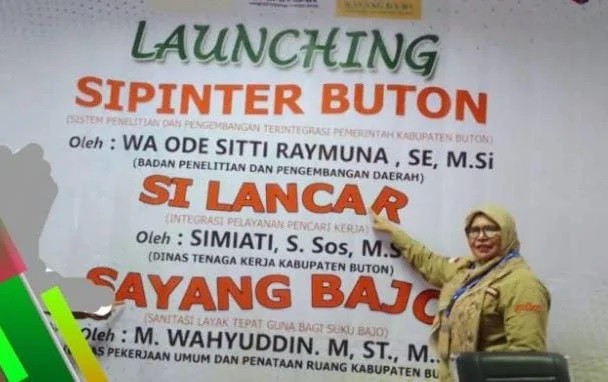 LAUNCHING
SIPINTER BUTON
(SISTEM PENELITIAN DAN PENGEMBANGAN TERINTEGRASI PEMERINTAH KABUPATEN BUTON)
Oleh : WA ODE SITTI RAYMUNA , SE, M.Si
(BADAN PENELITIAN DAN PENGEMBANGAN DAERAH)
SI LANCAR
(INTEGRASI PELAYANAN PENCARI KERJA)
Oleh : SIMIATI, S. Sos, M.S
(DINAS TENAGA KERJA KABUPATEN BUTON)
SAYANG BAJO
(SANITASI LAYAK TEPAT GUNA BAGI SUKU BAJO)
Oleh : M. WAHYUDDIN. M, ST., M..
AS PEKERJAAN UMUM DAN PENATAAN RUANG KABUPATEN BU